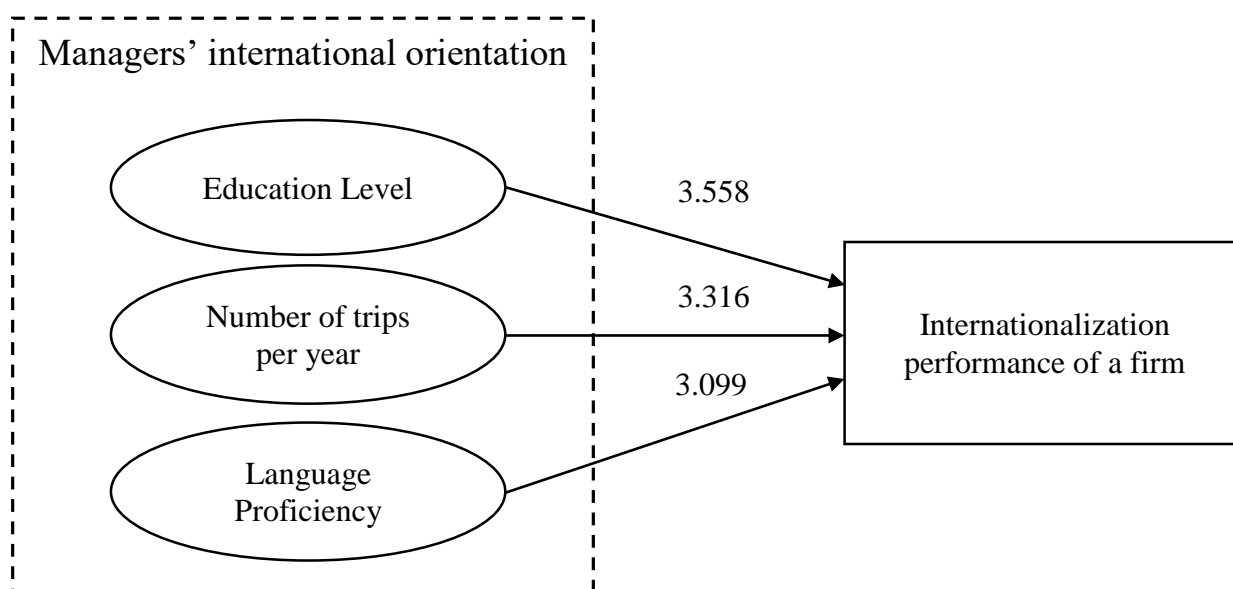 Managers’ international orientation
Education Level
3.558
Number of trips
per year
3.316
Internationalization
performance of a firm
3.099
Language
Proficiency